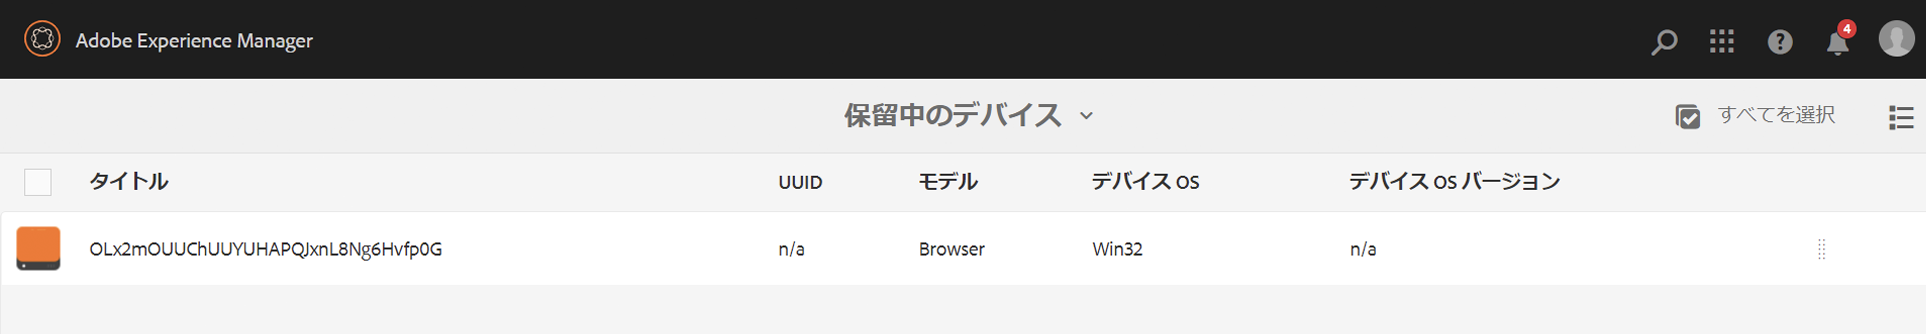 Adobe Experience Manager
4
保留中のデバイス
すべてを選択
タイトル UUID モデル デバイス OS デバイス OS バージョン
OLx2mOUUChUUYUHAPQJxnL8Ng6Hvfp0G n/a Browser Win32 n/a